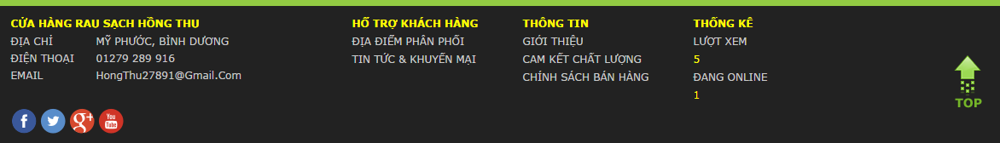 CỬA HÀNG RAU SẠCH HỒNG THU
ĐỊA CHỈ MỸ PHƯỚC, BÌNH DƯƠNG
ĐIỆN THOẠI 01279 289 916
EMAIL HongThu27891@Gmail.Com
HỖ TRỢ KHÁCH HÀNG
ĐỊA ĐIỂM PHÂN PHỐI
TIN TỨC & KHUYẾN MẠI
THÔNG TIN
GIỚI THIỆU
CAM KẾT CHẤT LƯỢNG
CHÍNH SÁCH BÁN HÀNG
THỐNG KÊ
LƯỢT XEM
5
ĐANG ONLINE
1
TOP
f
g+
You
Tube